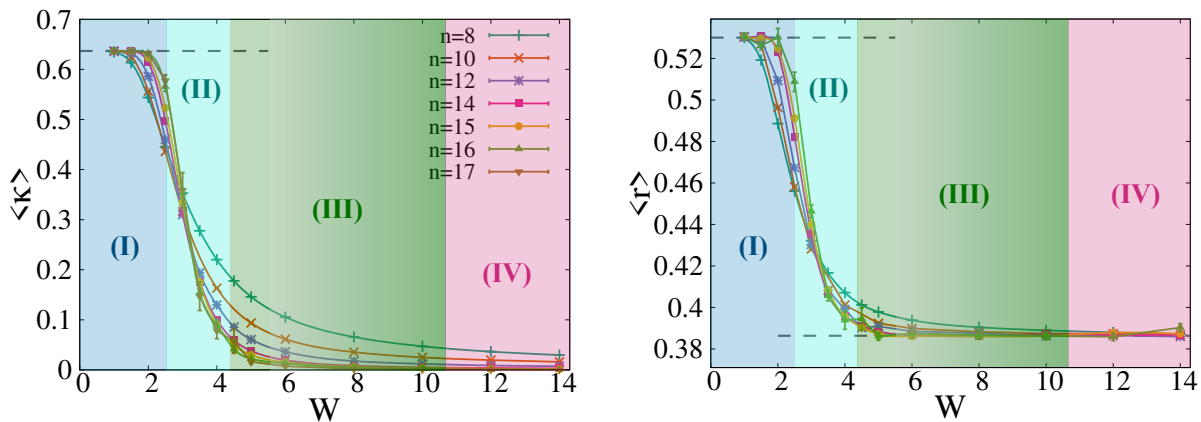 0.7
0.6
0.5
0.4
0.3
0.2
0.1
0
<κ>
0 2 4 6 8 10 12 14
W
(I)
(II)
(III)
(IV)
n=8
n=10
n=12
n=14
n=15
n=16
n=17
0.52
0.5
0.48
0.46
0.44
0.42
0.4
0.38
<r>
0 2 4 6 8 10 12 14
W
(I)
(II)
(III)
(IV)